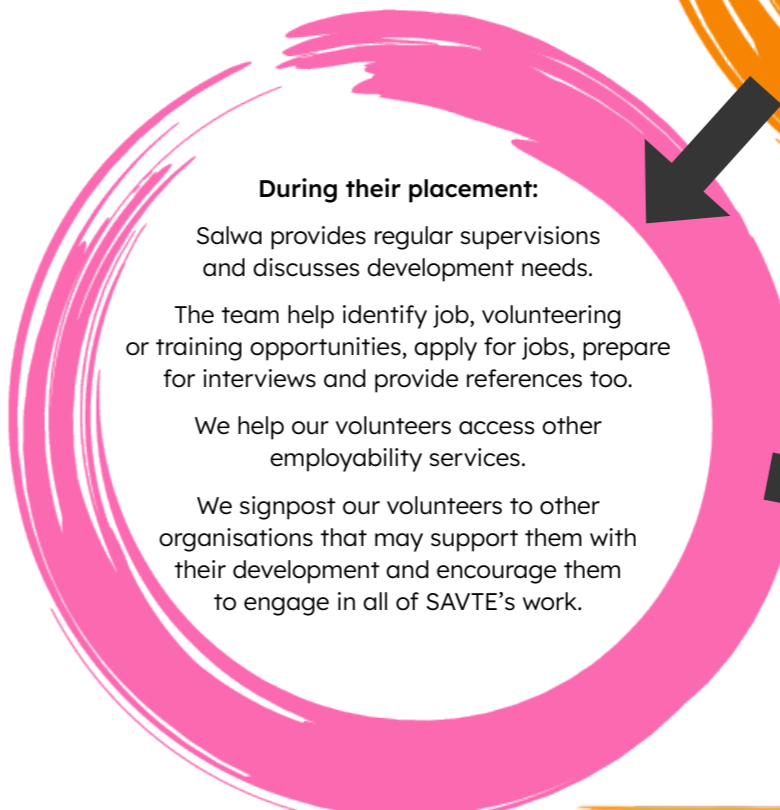 During their placement:
Salwa provides regular supervisions
and discusses development needs.
The team help identify job, volunteering
or training opportunities, apply for jobs, prepare
for interviews and provide references too.
We help our volunteers access other
employability services.
We signpost our volunteers to other
organisations that may support them with
their development and encourage them
to engage in all of SAVTE’s work.